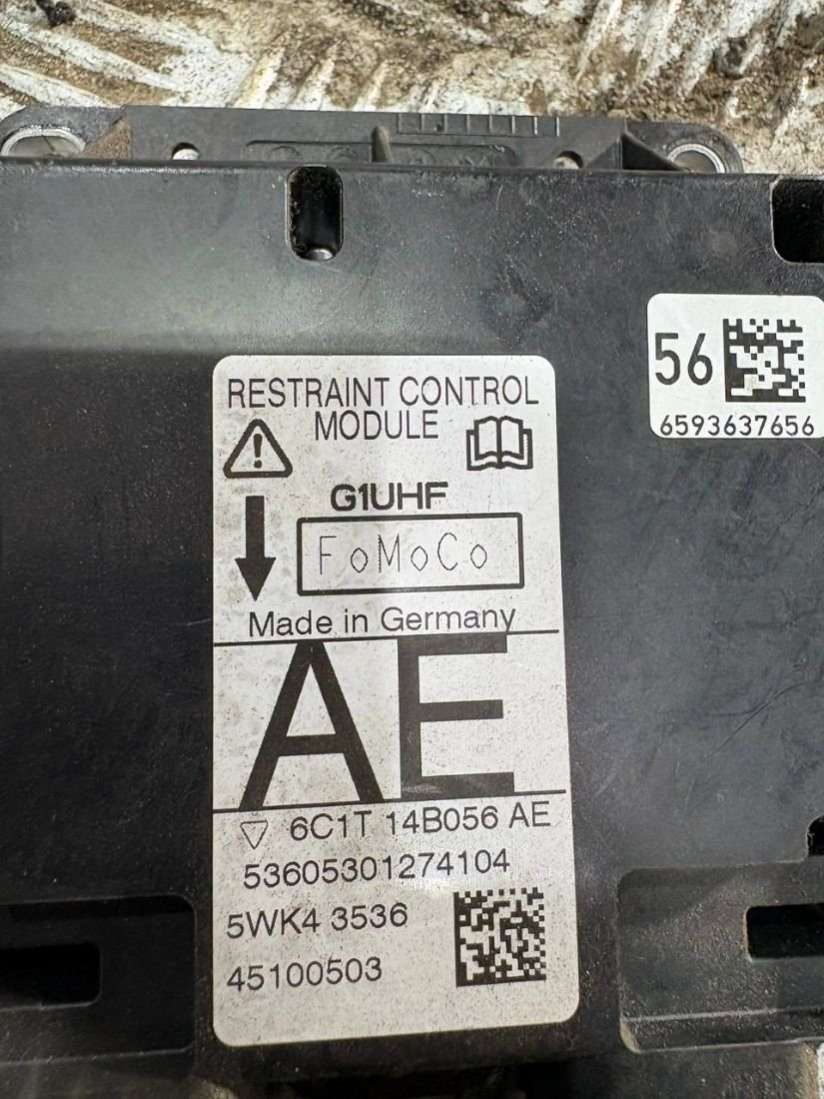 56
6593637656
RESTRAINT CONTROL
MODULE
G1UHF
FoMoCo
Made in Germany
AE
6C1T 14B056 AE
53605301274104
5WK4 3536
45100503